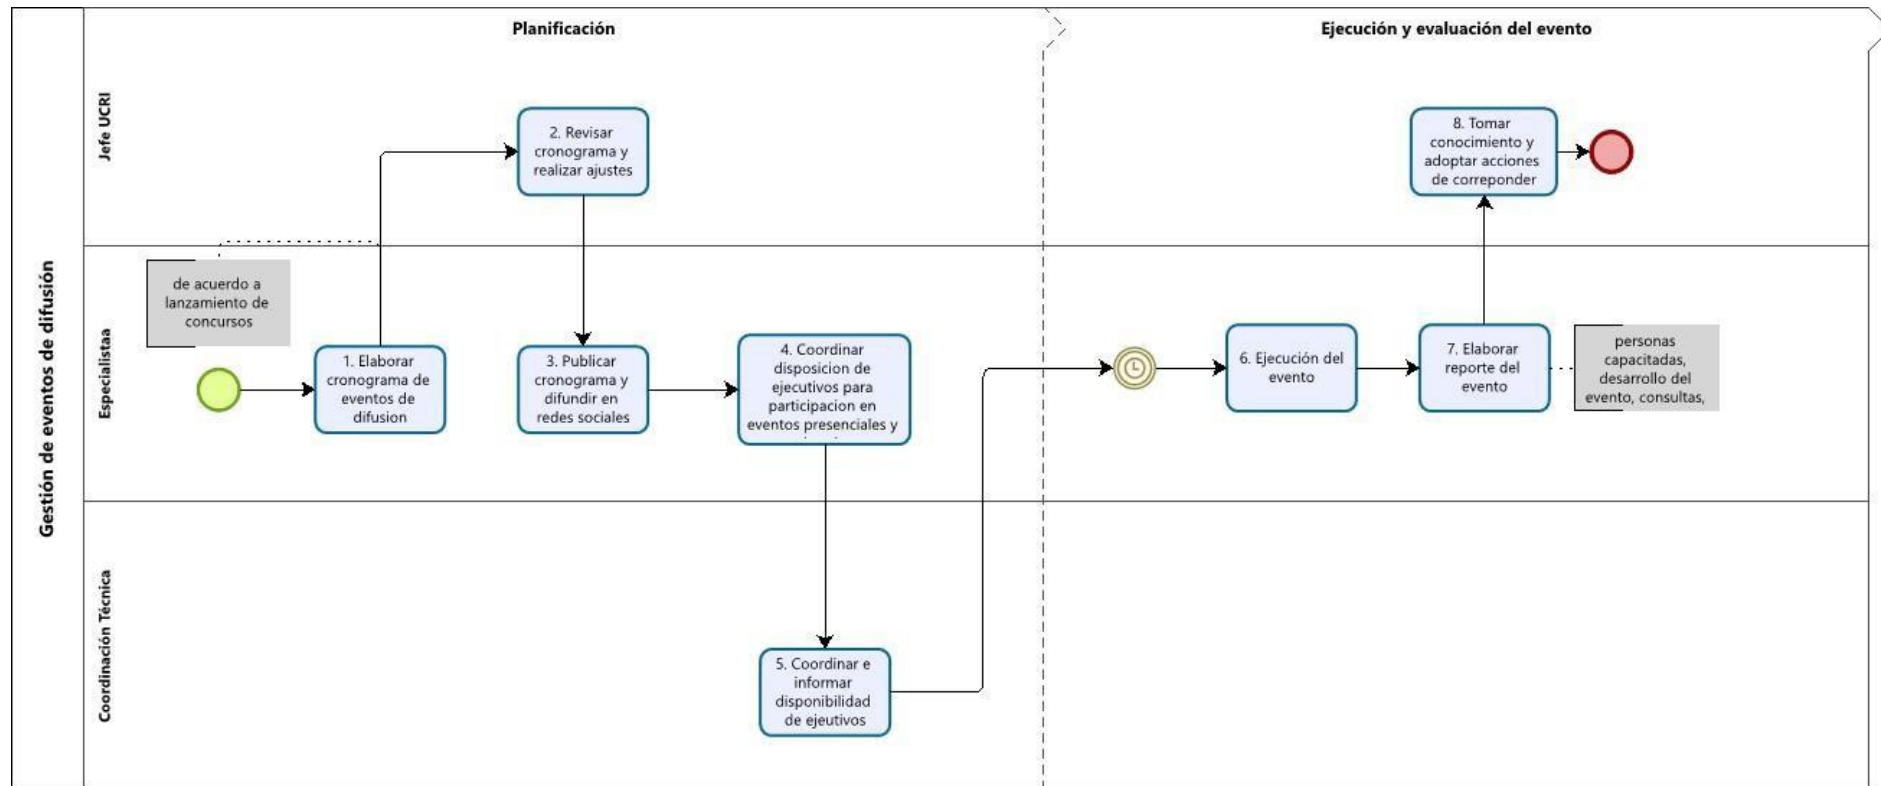 Gestión de eventos de difusión
Planificación
Ejecución y evaluación del evento
Jefe UCRI
2. Revisar
cronograma y
realizar ajustes
8. Tomar
conocimiento y
adoptar acciones
de correponder
Especialistaa
de acuerdo a
lanzamiento de
concursos
1. Elaborar
cronograma de
eventos de
difusion
3. Publicar
cronograma y
difundir en
redes sociales
4. Coordinar
disposicion de
ejecutivos para
participacion en
eventos presenciales y
6. Ejecución del
evento
7. Elaborar
reporte del
evento
personas
capacitadas,
desarrollo del
evento, consultas,
Coordinación Técnica
5. Coordinar e
informar
disponibilidad
de ejeutivos